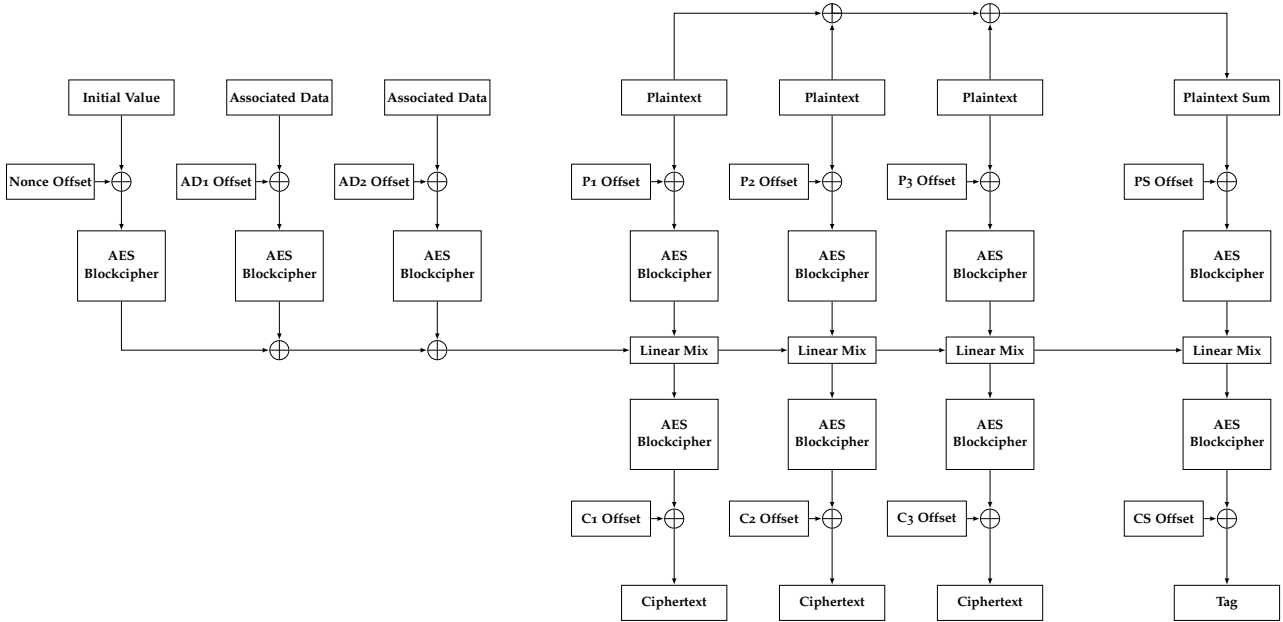 Initial Value
Associated Data
Associated Data
Plaintext
Plaintext
Plaintext
Plaintext Sum
Nonce Offset
AD1 Offset
AD2 Offset
P1 Offset
P2 Offset
P3 Offset
PS Offset
AES
Blockcipher
AES
Blockcipher
AES
Blockcipher
AES
Blockcipher
AES
Blockcipher
AES
Blockcipher
AES
Blockcipher
Linear Mix
Linear Mix
Linear Mix
Linear Mix
AES
Blockcipher
AES
Blockcipher
AES
Blockcipher
AES
Blockcipher
C1 Offset
C2 Offset
C3 Offset
CS Offset
Ciphertext
Ciphertext
Ciphertext
Tag